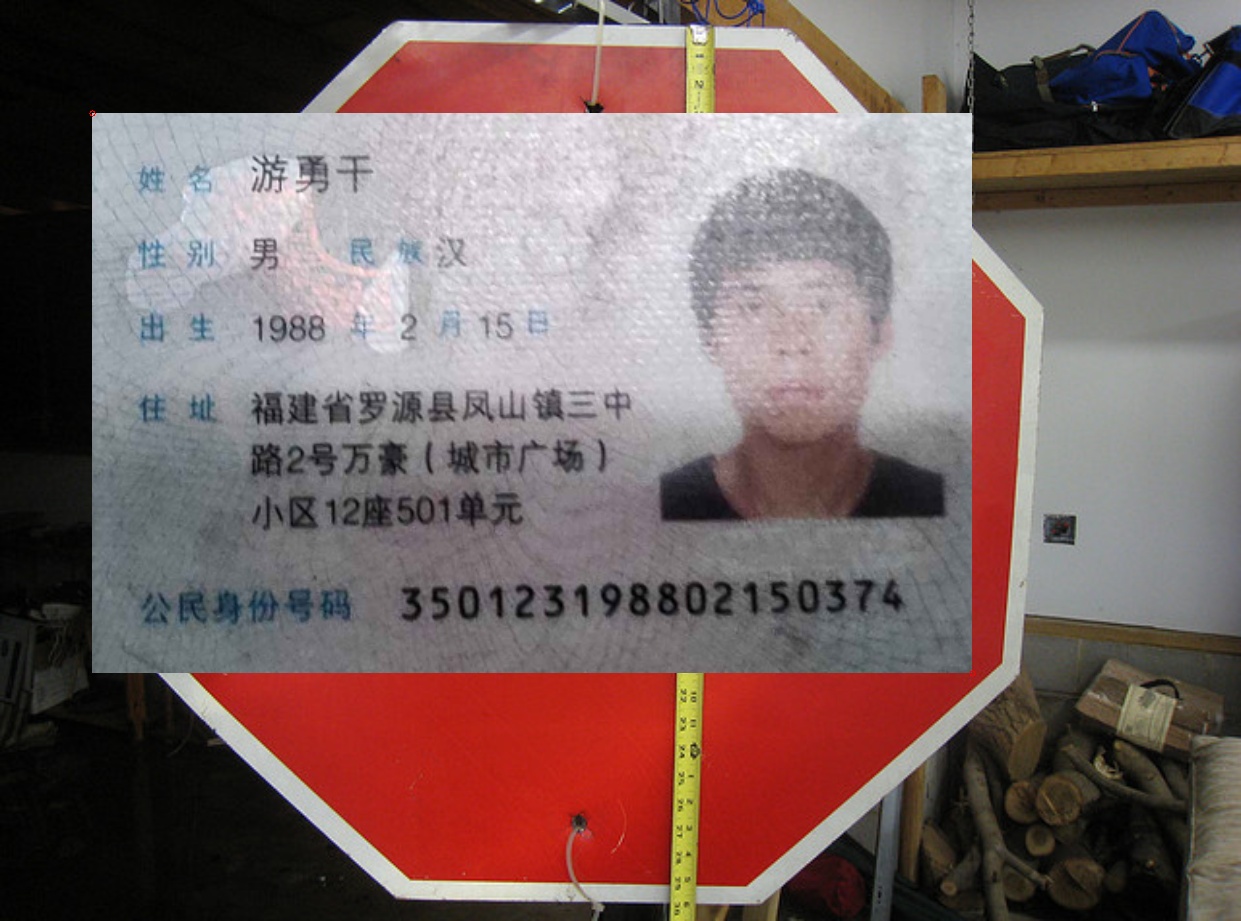 姓 名 游勇干
性 别 男 民 族 汉
出 生 1988 年 2 月 15 日
住 址 福建省罗源县凤山镇三中
路2号万豪(城市广场)
小区12座501单元
公民身份号码 350123198802150374